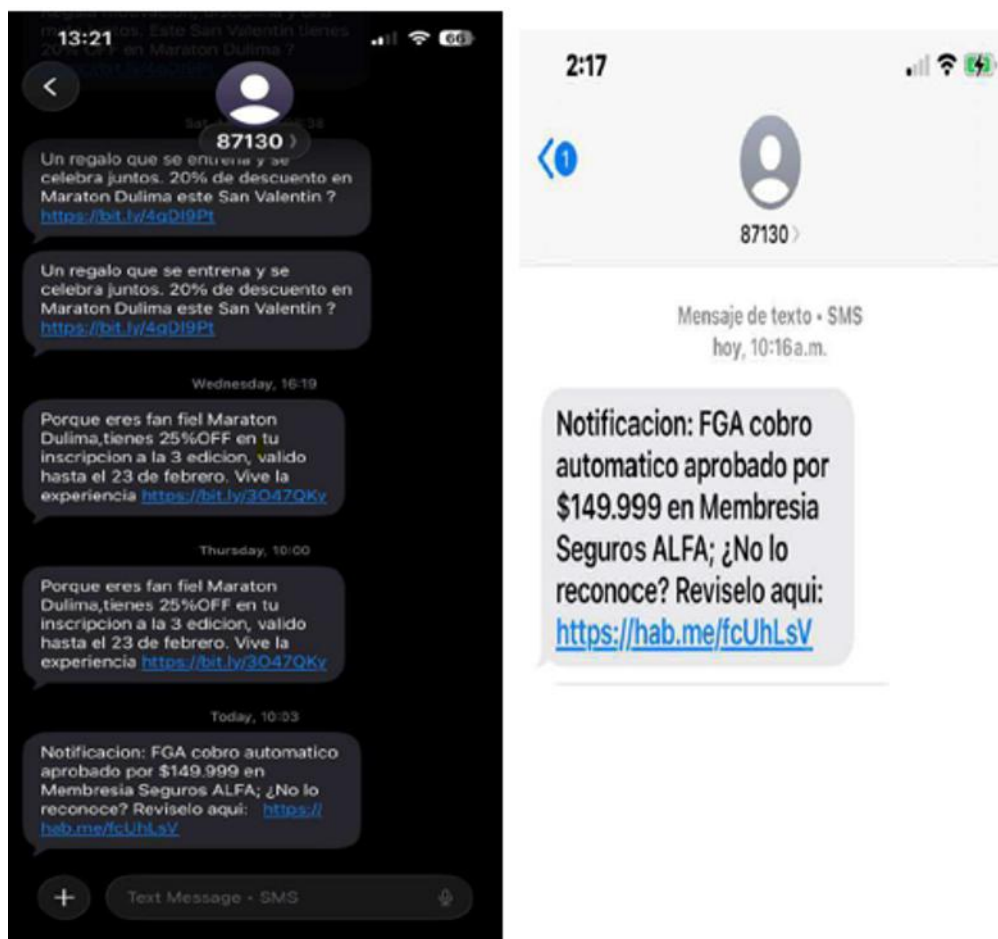 13:21
66
87130
Un regalo que se entrena y se
celebra juntos. 20% de descuento en
Maraton Dulima este San Valentin ?
https://bit.ly/4qDI9Pt
Un regalo que se entrena y se
celebra juntos. 20% de descuento en
Maraton Dulima este San Valentin ?
https://bit.ly/4qDI9Pt
Wednesday, 16:19
Porque eres fan fiel Maraton
Dulima,tienes 25%OFF en tu
inscripcion a la 3 edicion, valido
hasta el 23 de febrero. Vive la
experiencia https://bit.ly/3O47QKv
Thursday, 10:00
Porque eres fan fiel Maraton
Dulima,tienes 25%OFF en tu
inscripcion a la 3 edicion, valido
hasta el 23 de febrero. Vive la
experiencia https://bit.ly/3O47QKv
Today, 10:03
Notificacion: FGA cobro automatico
aprobado por $149.999 en
Membresia Seguros ALFA; ¿No lo
reconoce? Reviselo aqui: https://
hab.me/fcUhLsV
Text Message • SMS
2:17
1
87130
Mensaje de texto • SMS
hoy, 10:16a.m.
Notificacion: FGA cobro
automatico aprobado por
$149.999 en Membresia
Seguros ALFA; ¿No lo
reconoce? Reviselo aqui:
https://hab.me/fcUhLsV